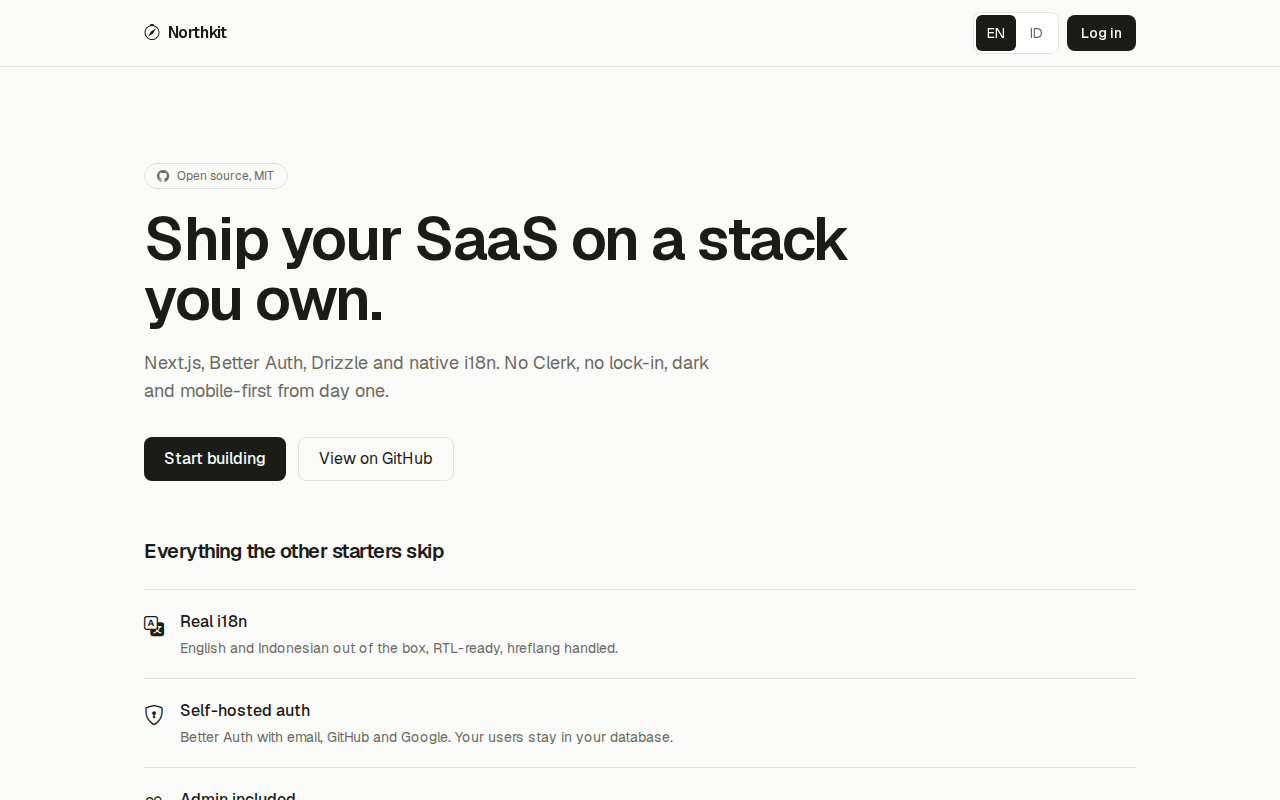 Northkit
EN
ID
Log in
Open source, MIT
Ship your SaaS on a stack
you own.
Next.js, Better Auth, Drizzle and native i18n. No Clerk, no lock-in, dark
and mobile-first from day one.
Start building
View on GitHub
Everything the other starters skip
Real i18n
English and Indonesian out of the box, RTL-ready, hreflang handled.
Self-hosted auth
Better Auth with email, GitHub and Google. Your users stay in your database.
Admin included